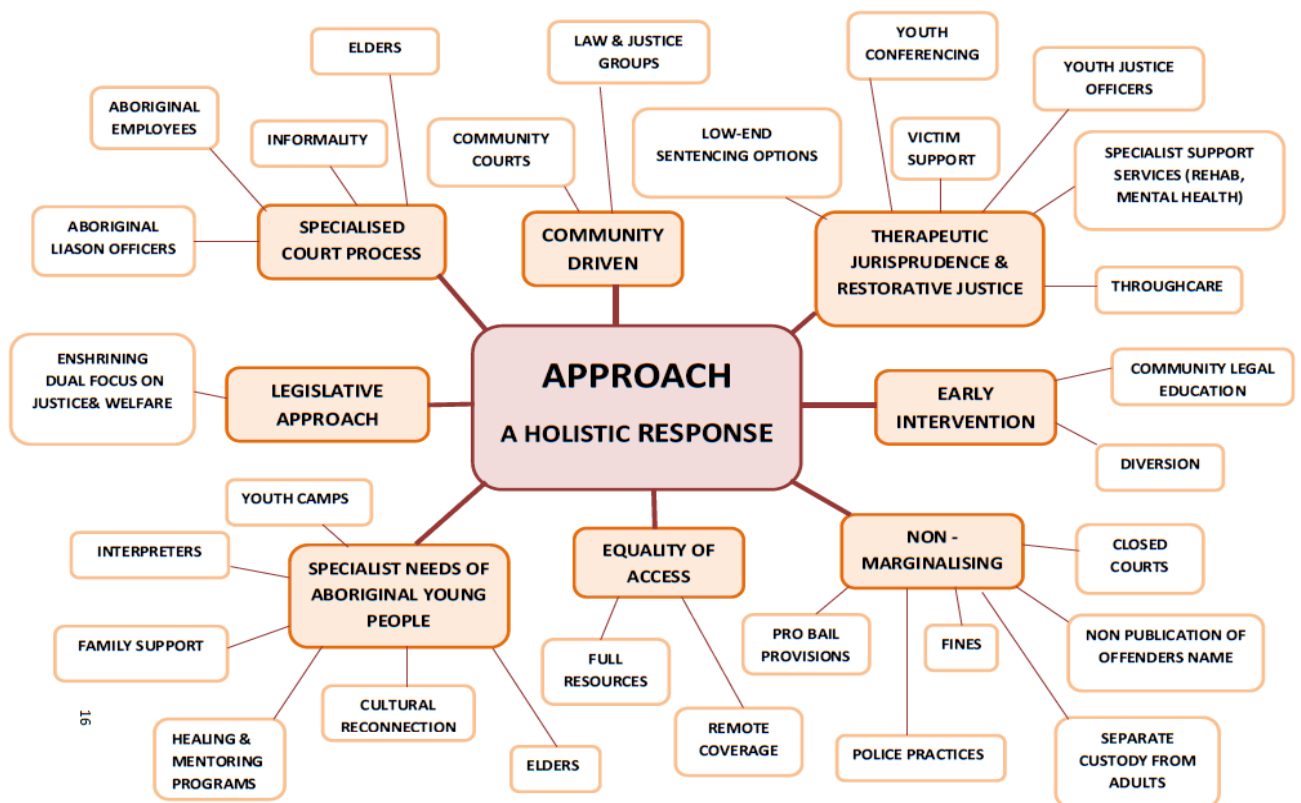 ELDERS
LAW & JUSTICE
GROUPS
YOUTH
CONFERENCING
YOUTH JUSTICE
OFFICERS
ABORIGINAL
EMPLOYEES
INFORMALITY
COMMUNITY
COURTS
LOW-END
SENTENCING OPTIONS
VICTIM
SUPPORT
SPECIALIST SUPPORT
SERVICES (REHAB,
MENTAL HEALTH)
ABORIGINAL
LIASON OFFICERS
SPECIALISED
COURT PROCESS
COMMUNITY
DRIVEN
THERAPEUTIC
JURISPRUDENCE &
RESTORATIVE JUSTICE
THROUGHCARE
ENSHRINING
DUAL FOCUS ON
JUSTICE& WELFARE
LEGISLATIVE
APPROACH
APPROACH
A HOLISTIC RESPONSE
EARLY
INTERVENTION
COMMUNITY LEGAL
EDUCATION
DIVERSION
YOUTH CAMPS
INTERPRETERS
SPECIALIST NEEDS OF
ABORIGINAL YOUNG
PEOPLE
EQUALITY OF
ACCESS
NON -
MARGINALISING
CLOSED
COURTS
FAMILY SUPPORT
FULL
RESOURCES
PRO BAIL
PROVISIONS
FINES
NON PUBLICATION OF
OFFENDERS NAME
HEALING &
MENTORING
PROGRAMS
CULTURAL
RECONNECTION
ELDERS
REMOTE
COVERAGE
POLICE PRACTICES
SEPARATE
CUSTODY FROM
ADULTS
16